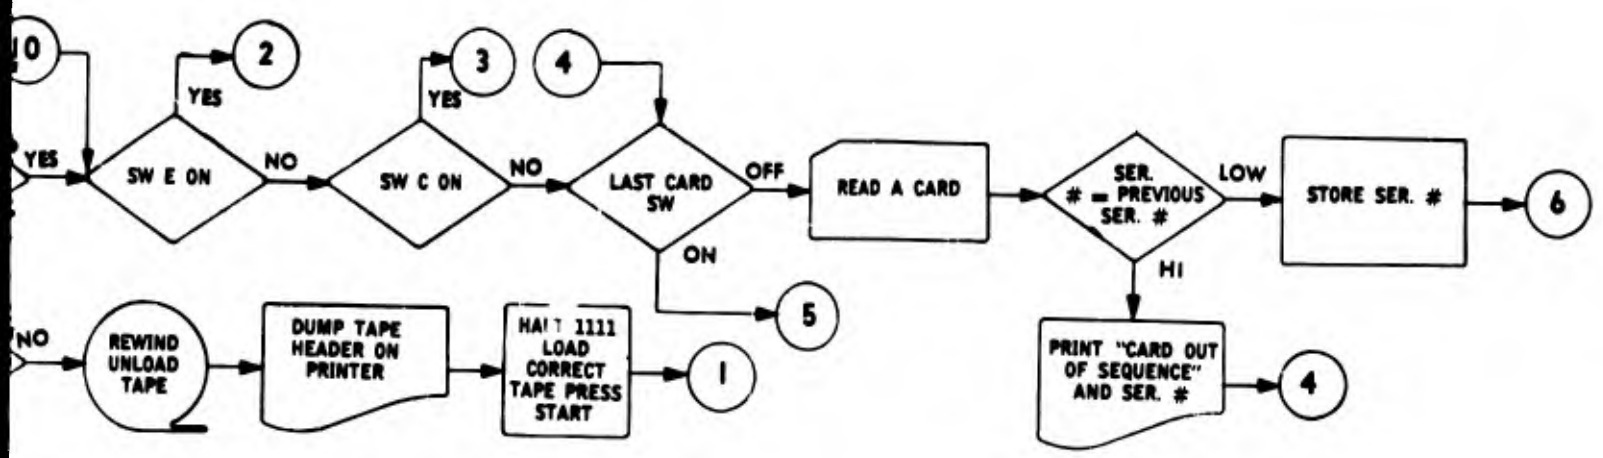 10
2
3
4
YES
YES
YES
SW E ON
NO
SW C ON
NO
LAST CARD
SW
OFF
ON
5
READ A CARD
SER.
# = PREVIOUS
SER. #
LOW
HI
STORE SER. #
6
NO
REWIND
UNLOAD
TAPE
DUMP TAPE
HEADER ON
PRINTER
HALT 1111
LOAD
CORRECT
TAPE PRESS
START
1
PRINT "CARD OUT
OF SEQUENCE"
AND SER. #
4